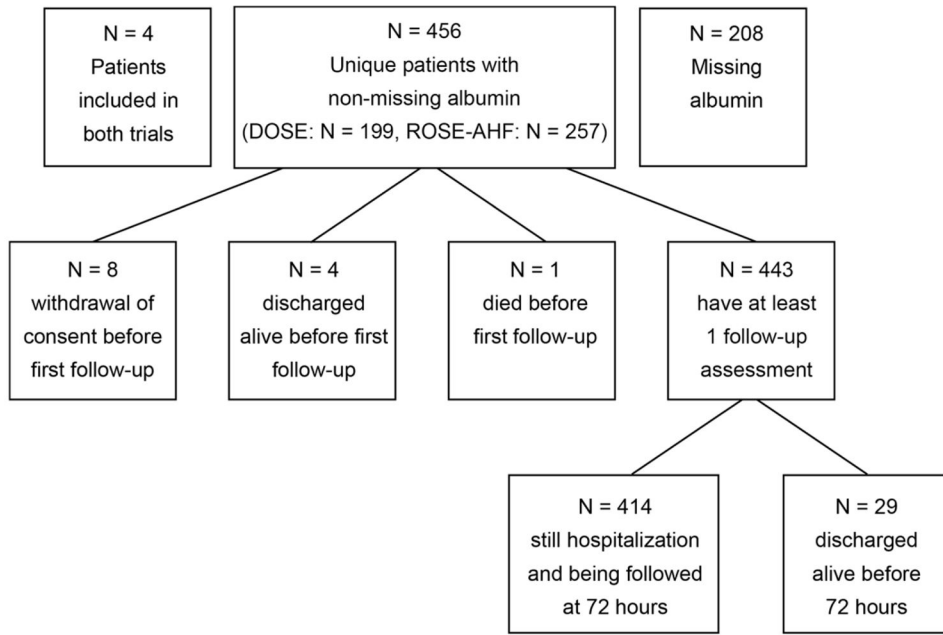 N = 4
Patients
included in
both trials
N = 456
Unique patients with
non-missing albumin
(DOSE: N = 199, ROSE-AHF: N = 257)
N = 208
Missing
albumin
N = 8
withdrawal of
consent before
first follow-up
N = 4
discharged
alive before first
follow-up
N = 1
died before
first follow-up
N = 443
have at least
1 follow-up
assessment
N = 414
still hospitalization
and being followed
at 72 hours
N = 29
discharged
alive before
72 hours